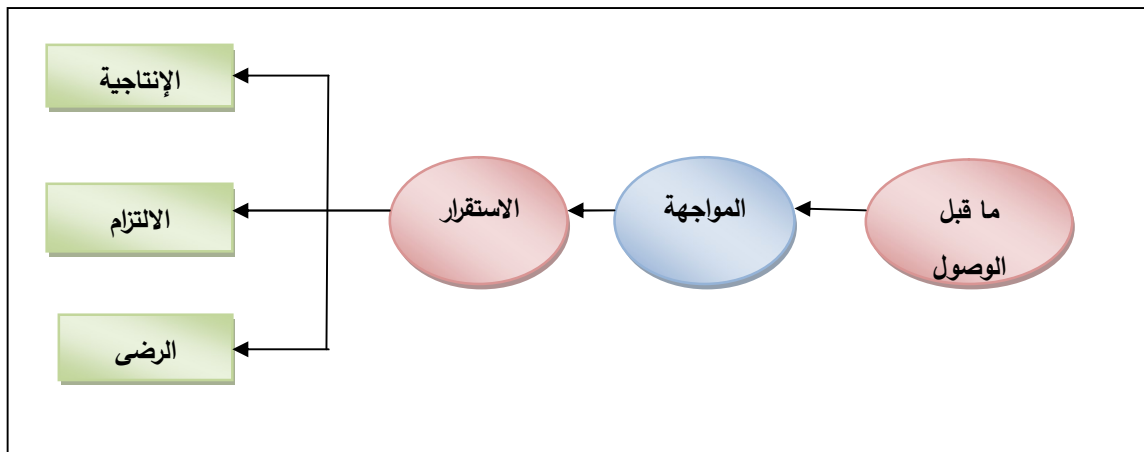 ما قبل
الوصول
المواجهة
الاستقرار
الإنتاجية
الالتزام
الرضى